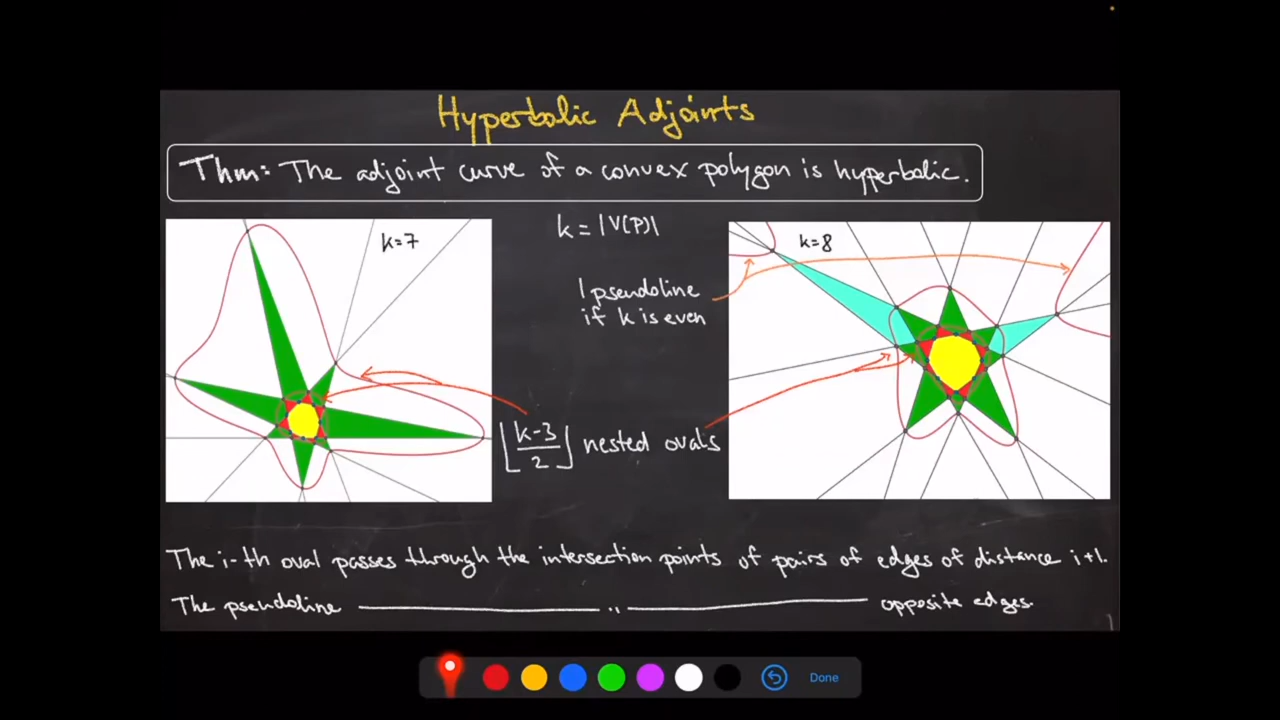 Hyperbolic Adjoints
Thm: The adjoint curve of a convex polygon is hyperbolic.
k=7
k = |V(P)|
k=8
1 pseudoline
if k is even
⌊(k-3)/2⌋ nested ovals
The i-th oval passes through the intersection points of pairs of edges of distance i+1.
The pseudoline ———— " ———— opposite edges.
Done